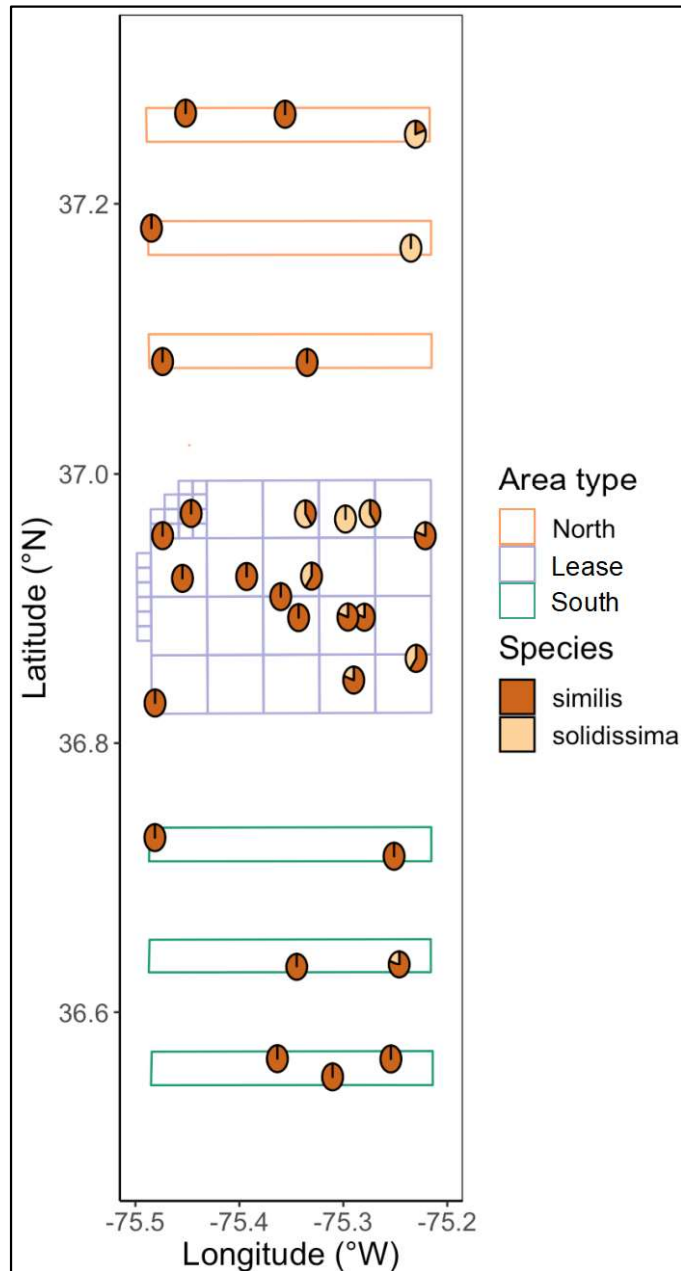 37.2
37.0
36.8
36.6
Latitude (°N)
-75.5
-75.4
-75.3
-75.2
Longitude (°W)
Area type
North
Lease
South
Species
similis
solidissima